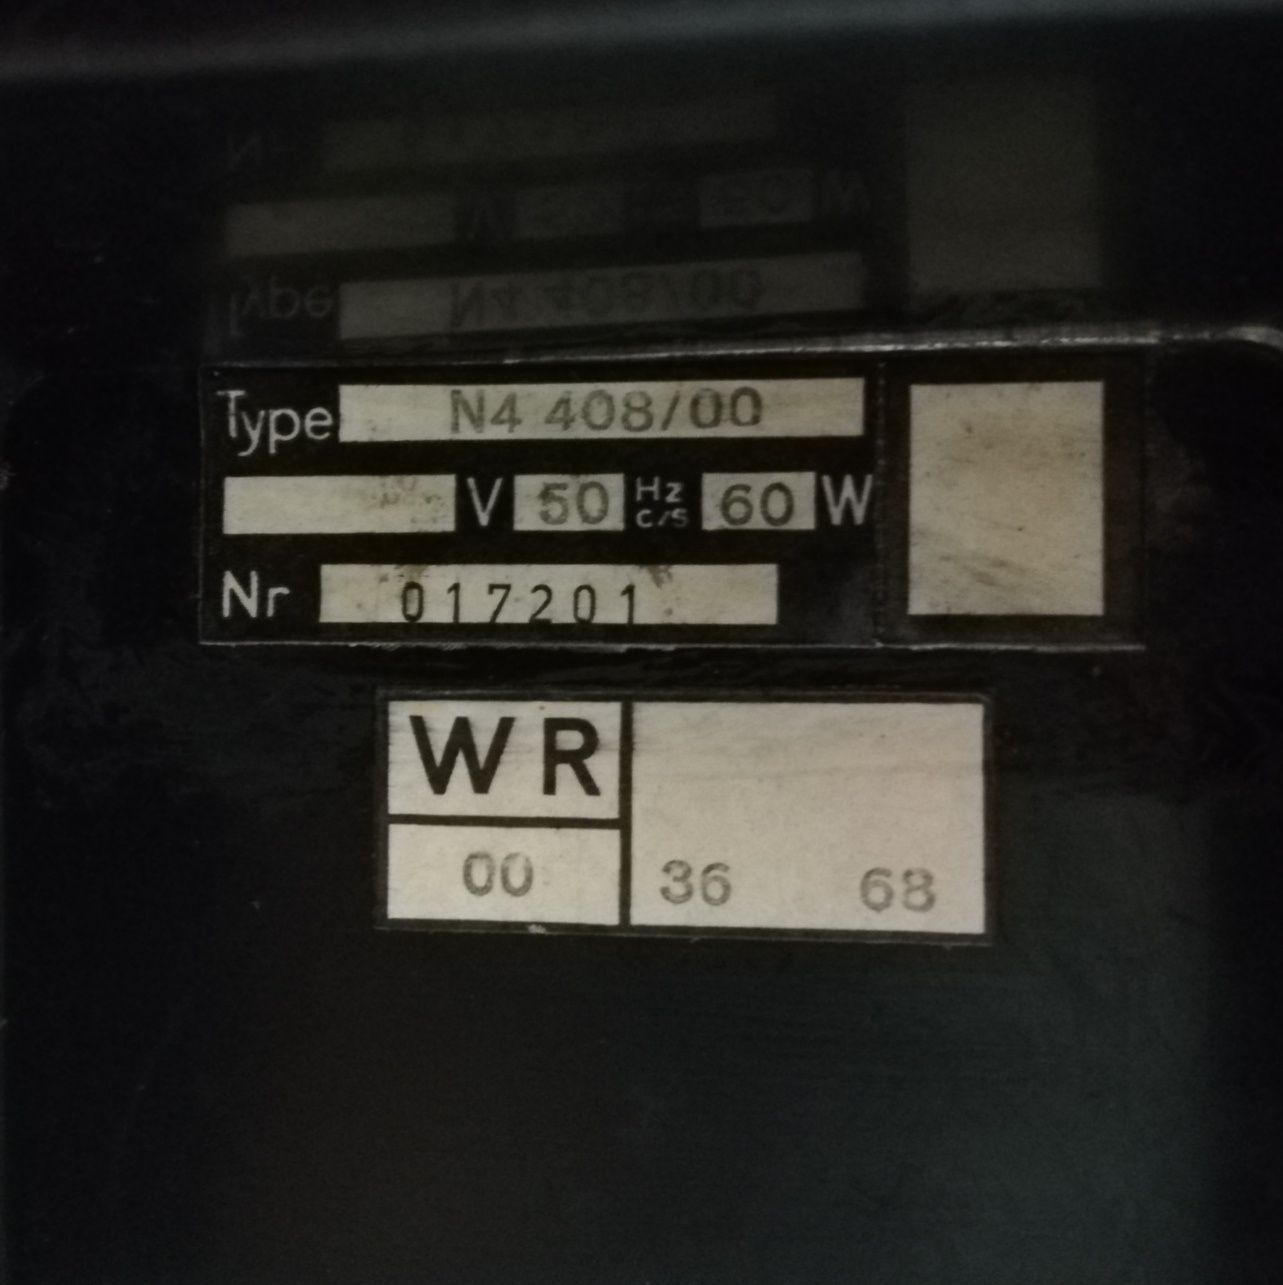 Type N4 408/00
V 50 Hz c/s 60 W
Nr 017201
WR
00 36 68